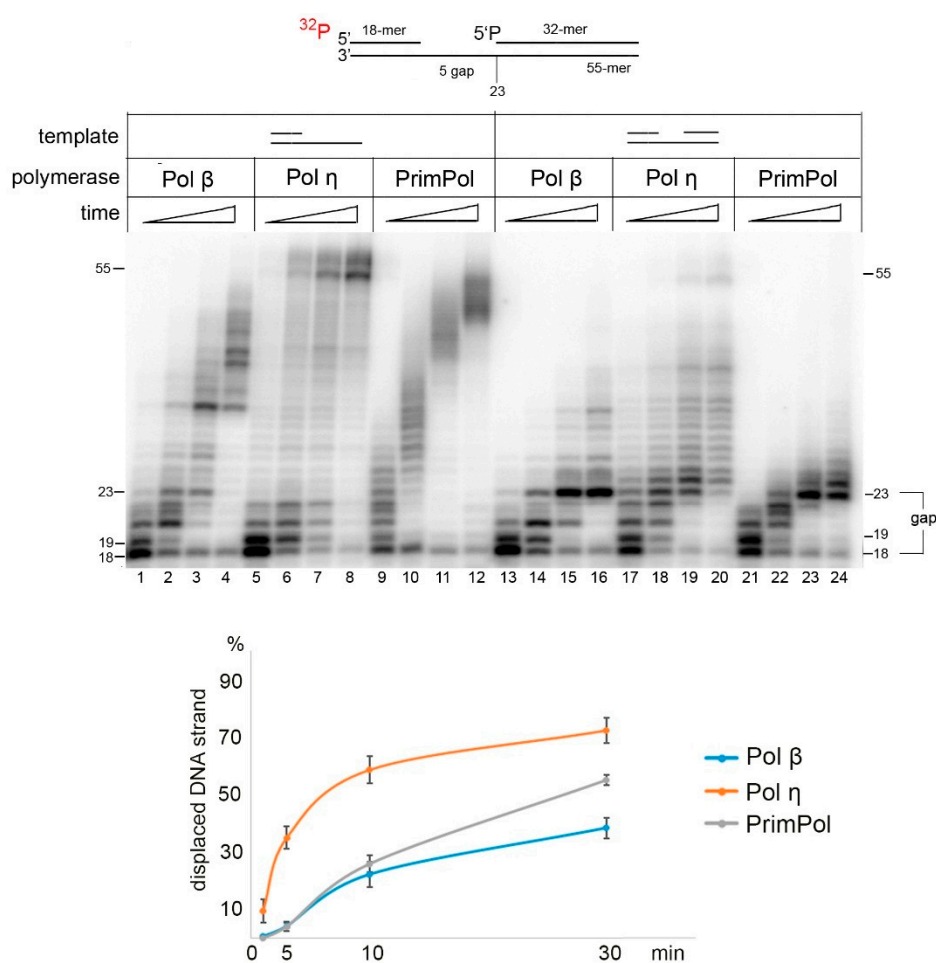 32P 5' 18-mer 5'P 32-mer
3' 5 gap 55-mer
23
template
polymerase Pol β Pol η PrimPol Pol β Pol η PrimPol
time
55 55
23 23
gap
19 19
18 18
1 2 3 4 5 6 7 8 9 10 11 12 13 14 15 16 17 18 19 20 21 22 23 24
%
90
70
50
30
10
displaced DNA strand
Pol β
Pol η
PrimPol
0 5 10 30 min